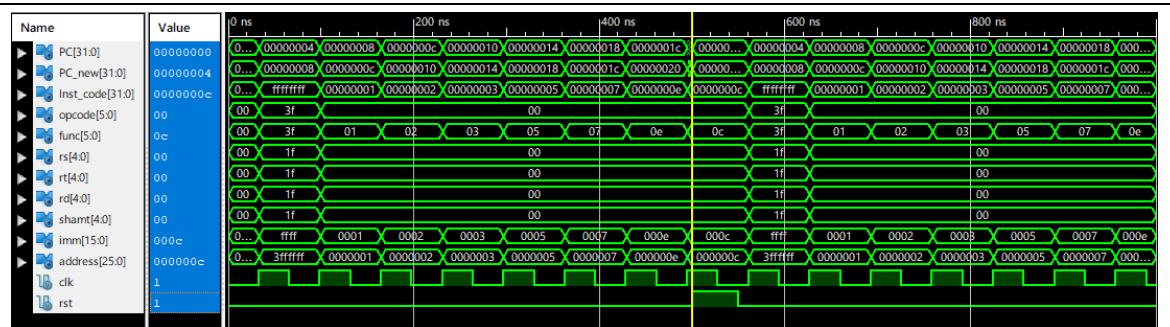 Name Value 0 ns 200 ns 400 ns 600 ns 800 ns
PC[31:0] 00000000 0... 00000004 00000008 0000000c 00000010 00000014 00000018 0000001c 00000... 00000004 00000008 0000000c 00000010 00000014 00000018 000...
PC_new[31:0] 00000004 0... 00000008 0000000c 00000010 00000014 00000018 0000001c 00000020 00000... 00000008 0000000c 00000010 00000014 00000018 0000001c 000...
Inst_code[31:0] 0000000c 0... ffffffff 00000001 00000002 00000003 00000005 00000007 0000000e 0000000c ffffffff 00000001 00000002 00000003 00000005 00000007 000...
opcode[5:0] 00 00 3f 00 3f 00
func[5:0] 0c 00 3f 01 02 03 05 07 0e 0c 3f 01 02 03 05 07 0e
rs[4:0] 00 00 1f 00 1f 00
rt[4:0] 00 00 1f 00 1f 00
rd[4:0] 00 00 1f 00 1f 00
shamt[4:0] 00 00 1f 00 1f 00
imm[15:0] 000c 0... ffff 0001 0002 0003 0005 0007 000e 000c ffff 0001 0002 0003 0005 0007 000e
address[25:0] 000000c 0... 3ffffff 0000001 0000002 0000003 0000005 0000007 000000e 000000c 3ffffff 0000001 0000002 0000003 0000005 0000007 000...
clk 1
rst 1